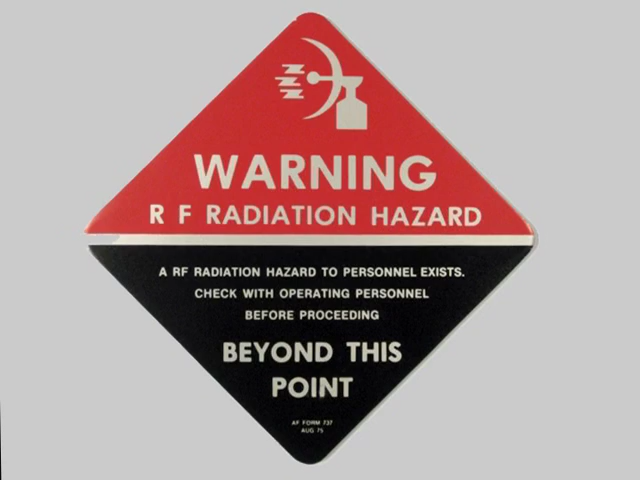 WARNING
R F RADIATION HAZARD
A RF RADIATION HAZARD TO PERSONNEL EXISTS.
CHECK WITH OPERATING PERSONNEL
BEFORE PROCEEDING
BEYOND THIS
POINT
AF FORM 737
AUG 75